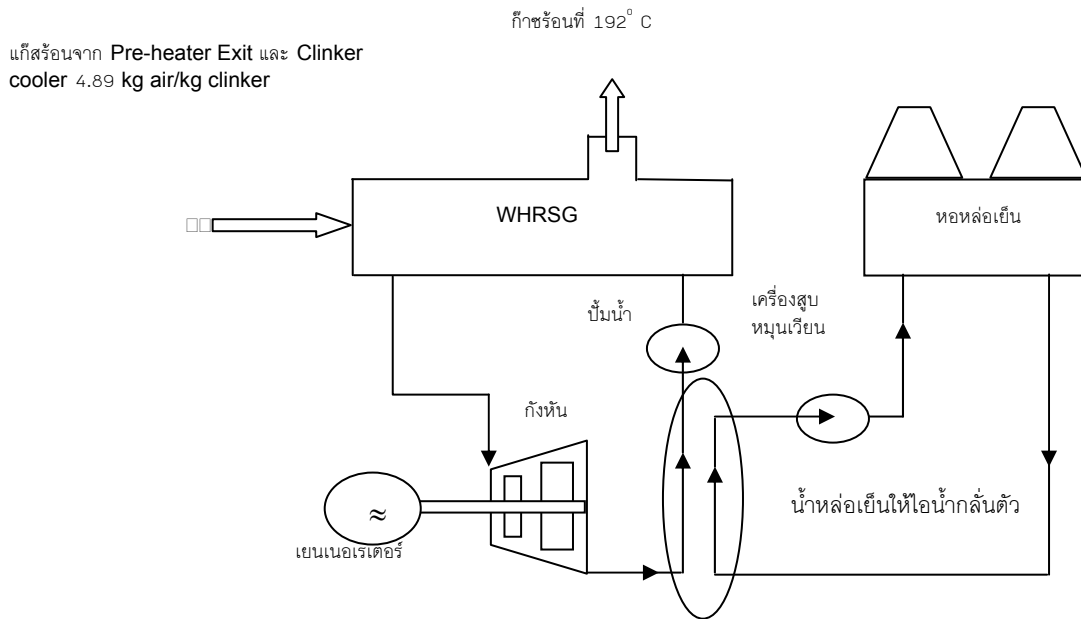 ก๊าซร้อนที่ 192⁰ C
แก๊สร้อนจาก Pre-heater Exit และ Clinker
cooler 4.89 kg air/kg clinker
WHRSG
หอหล่อเย็น
ปั้มน้ำ
เครื่องสูบ
หมุนเวียน
กังหัน
≈
น้ำหล่อเย็นให้ไอน้ำกลั่นตัว
เยนเนอเรเตอร์